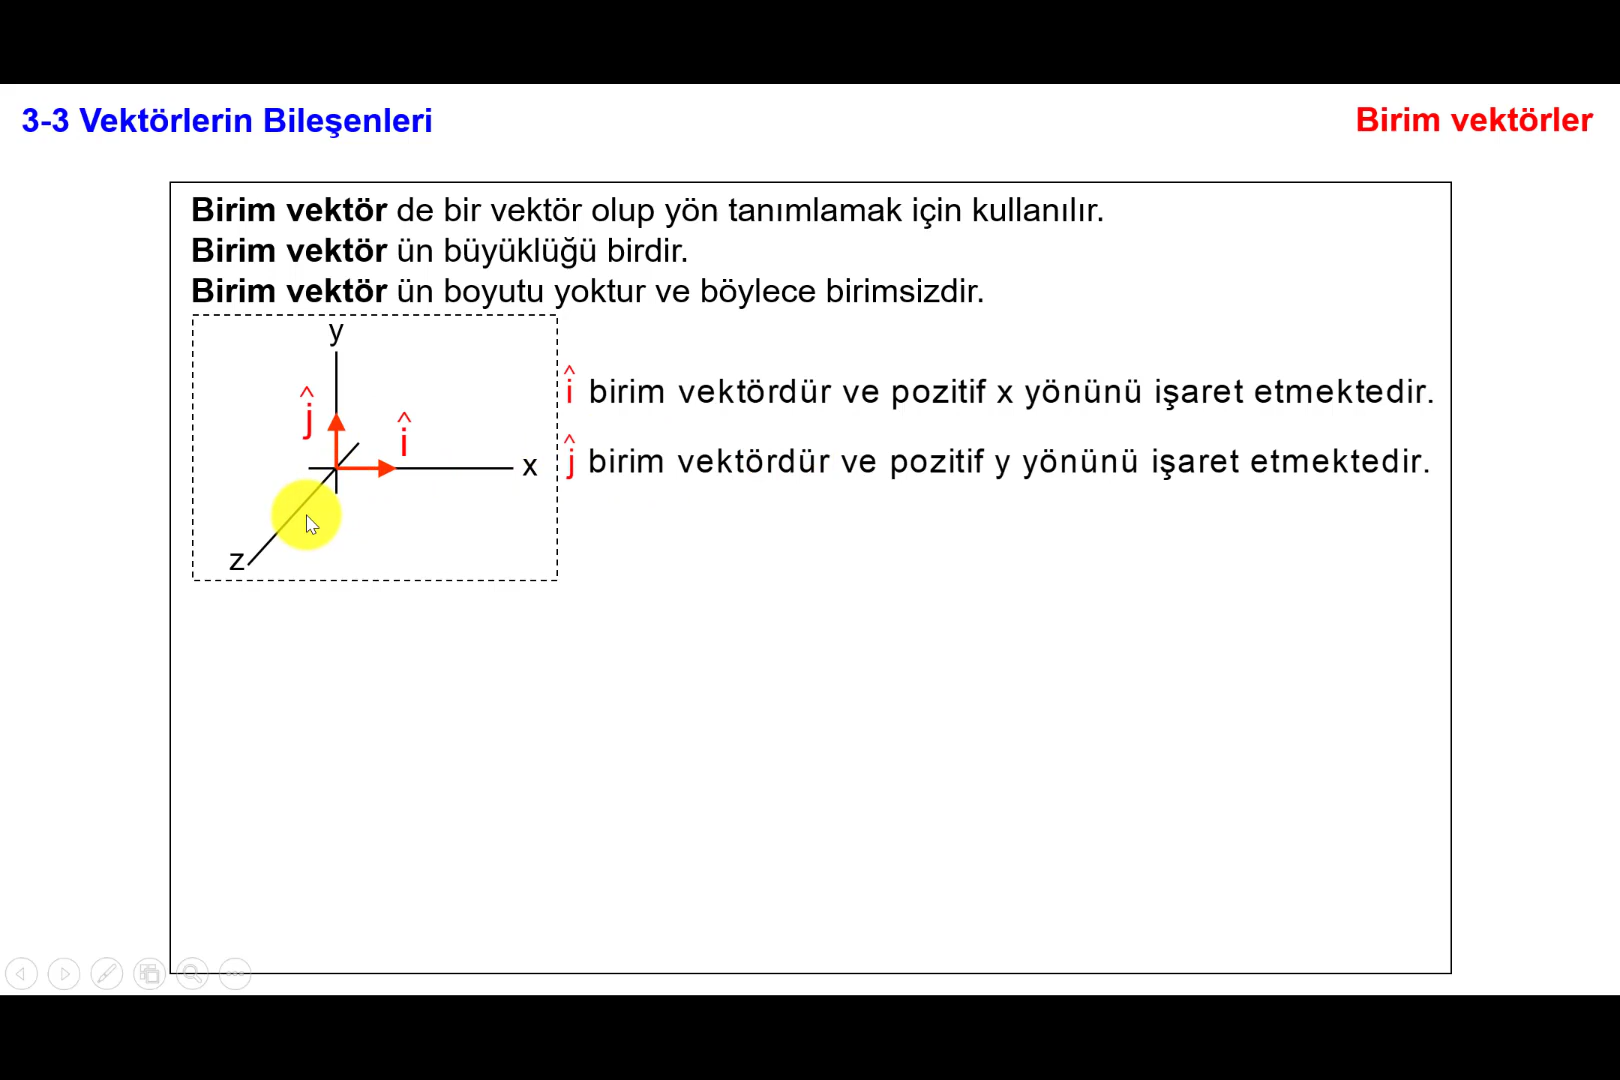 3-3 Vektörlerin Bileşenleri
Birim vektörler
Birim vektör de bir vektör olup yön tanımlamak için kullanılır.
Birim vektör ün büyüklüğü birdir.
Birim vektör ün boyutu yoktur ve böylece birimsizdir.
y
ĵ
î
x
z
î birim vektördür ve pozitif x yönünü işaret etmektedir.
ĵ birim vektördür ve pozitif y yönünü işaret etmektedir.